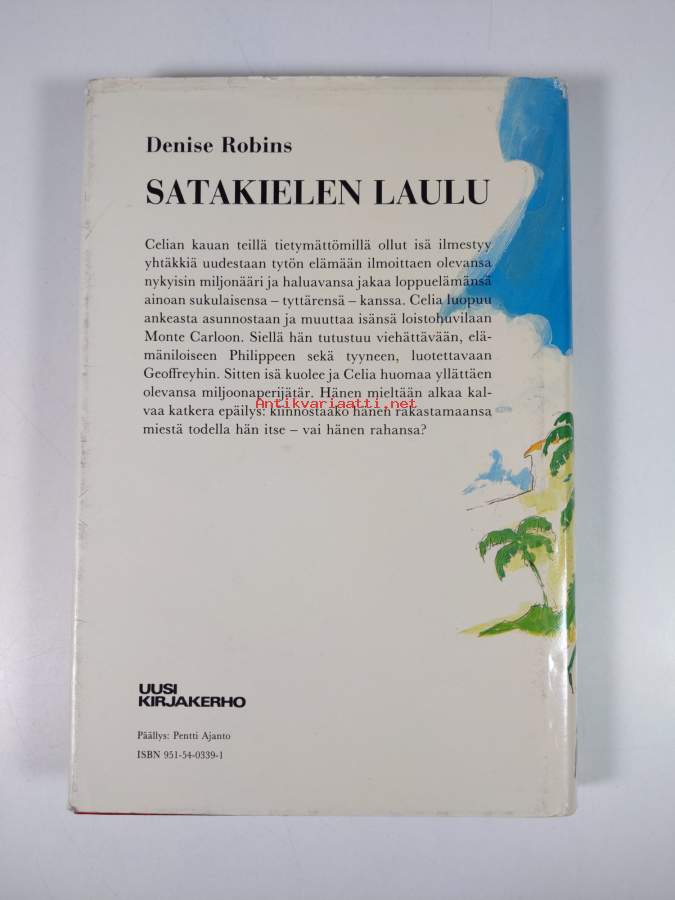 Denise Robins
SATAKIELEN LAULU
Celian kauan teillä tietymättömillä ollut isä ilmestyy
yhtäkkiä uudestaan tytön elämään ilmoittaen olevansa
nykyisin miljonääri ja haluavansa jakaa loppuelämänsä
ainoan sukulaisensa – tyttärensä – kanssa. Celia luopuu
ankeasta asunnostaan ja muuttaa isänsä loistohuvilaan
Monte Carloon. Siellä hän tutustuu viehättävään, elä-
mäniloiseen Philippeen sekä tyyneen, luotettavaan
Geoffreyhin. Sitten isä kuolee ja Celia huomaa yllättäen
olevansa miljoonaperijätär. Hänen mieltään alkaa kal-
Antikvariaatti.net
vaa katkera epäily: kiinnostaako hänen rakastamaansa
miestä todella hän itse – vai hänen rahansa?
UUSI
KIRJAKERHO
Päällys: Pentti Ajanto
ISBN 951-54-0339-1